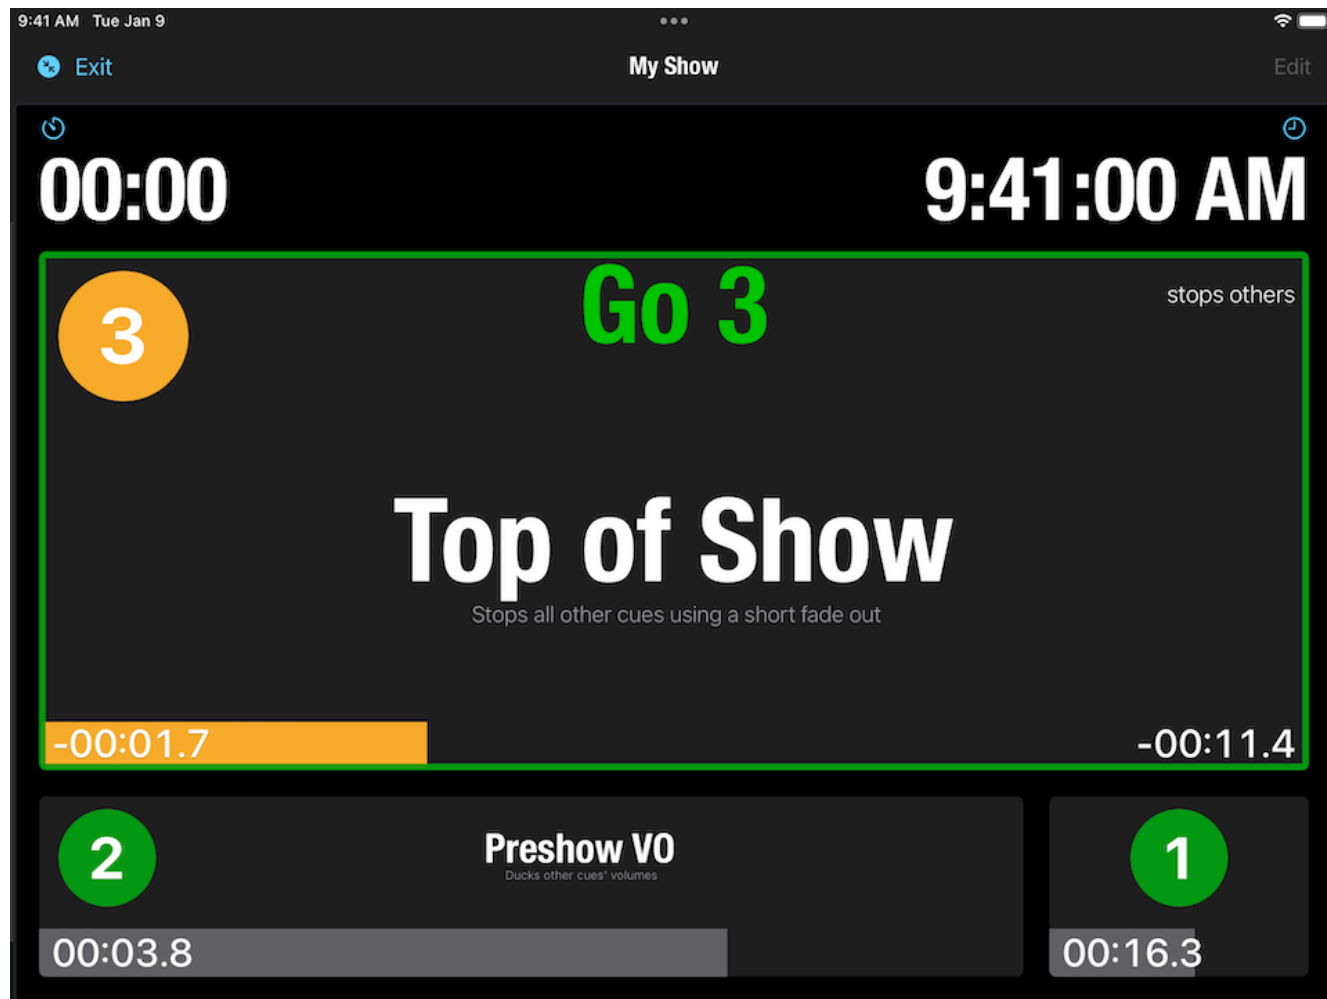 9:41 AM Tue Jan 9
Exit
My Show
Edit
00:00
9:41:00 AM
3
Go 3
stops others
Top of Show
Stops all other cues using a short fade out
-00:01.7
-00:11.4
2
Preshow VO
Ducks other cues' volumes
00:03.8
1
00:16.3